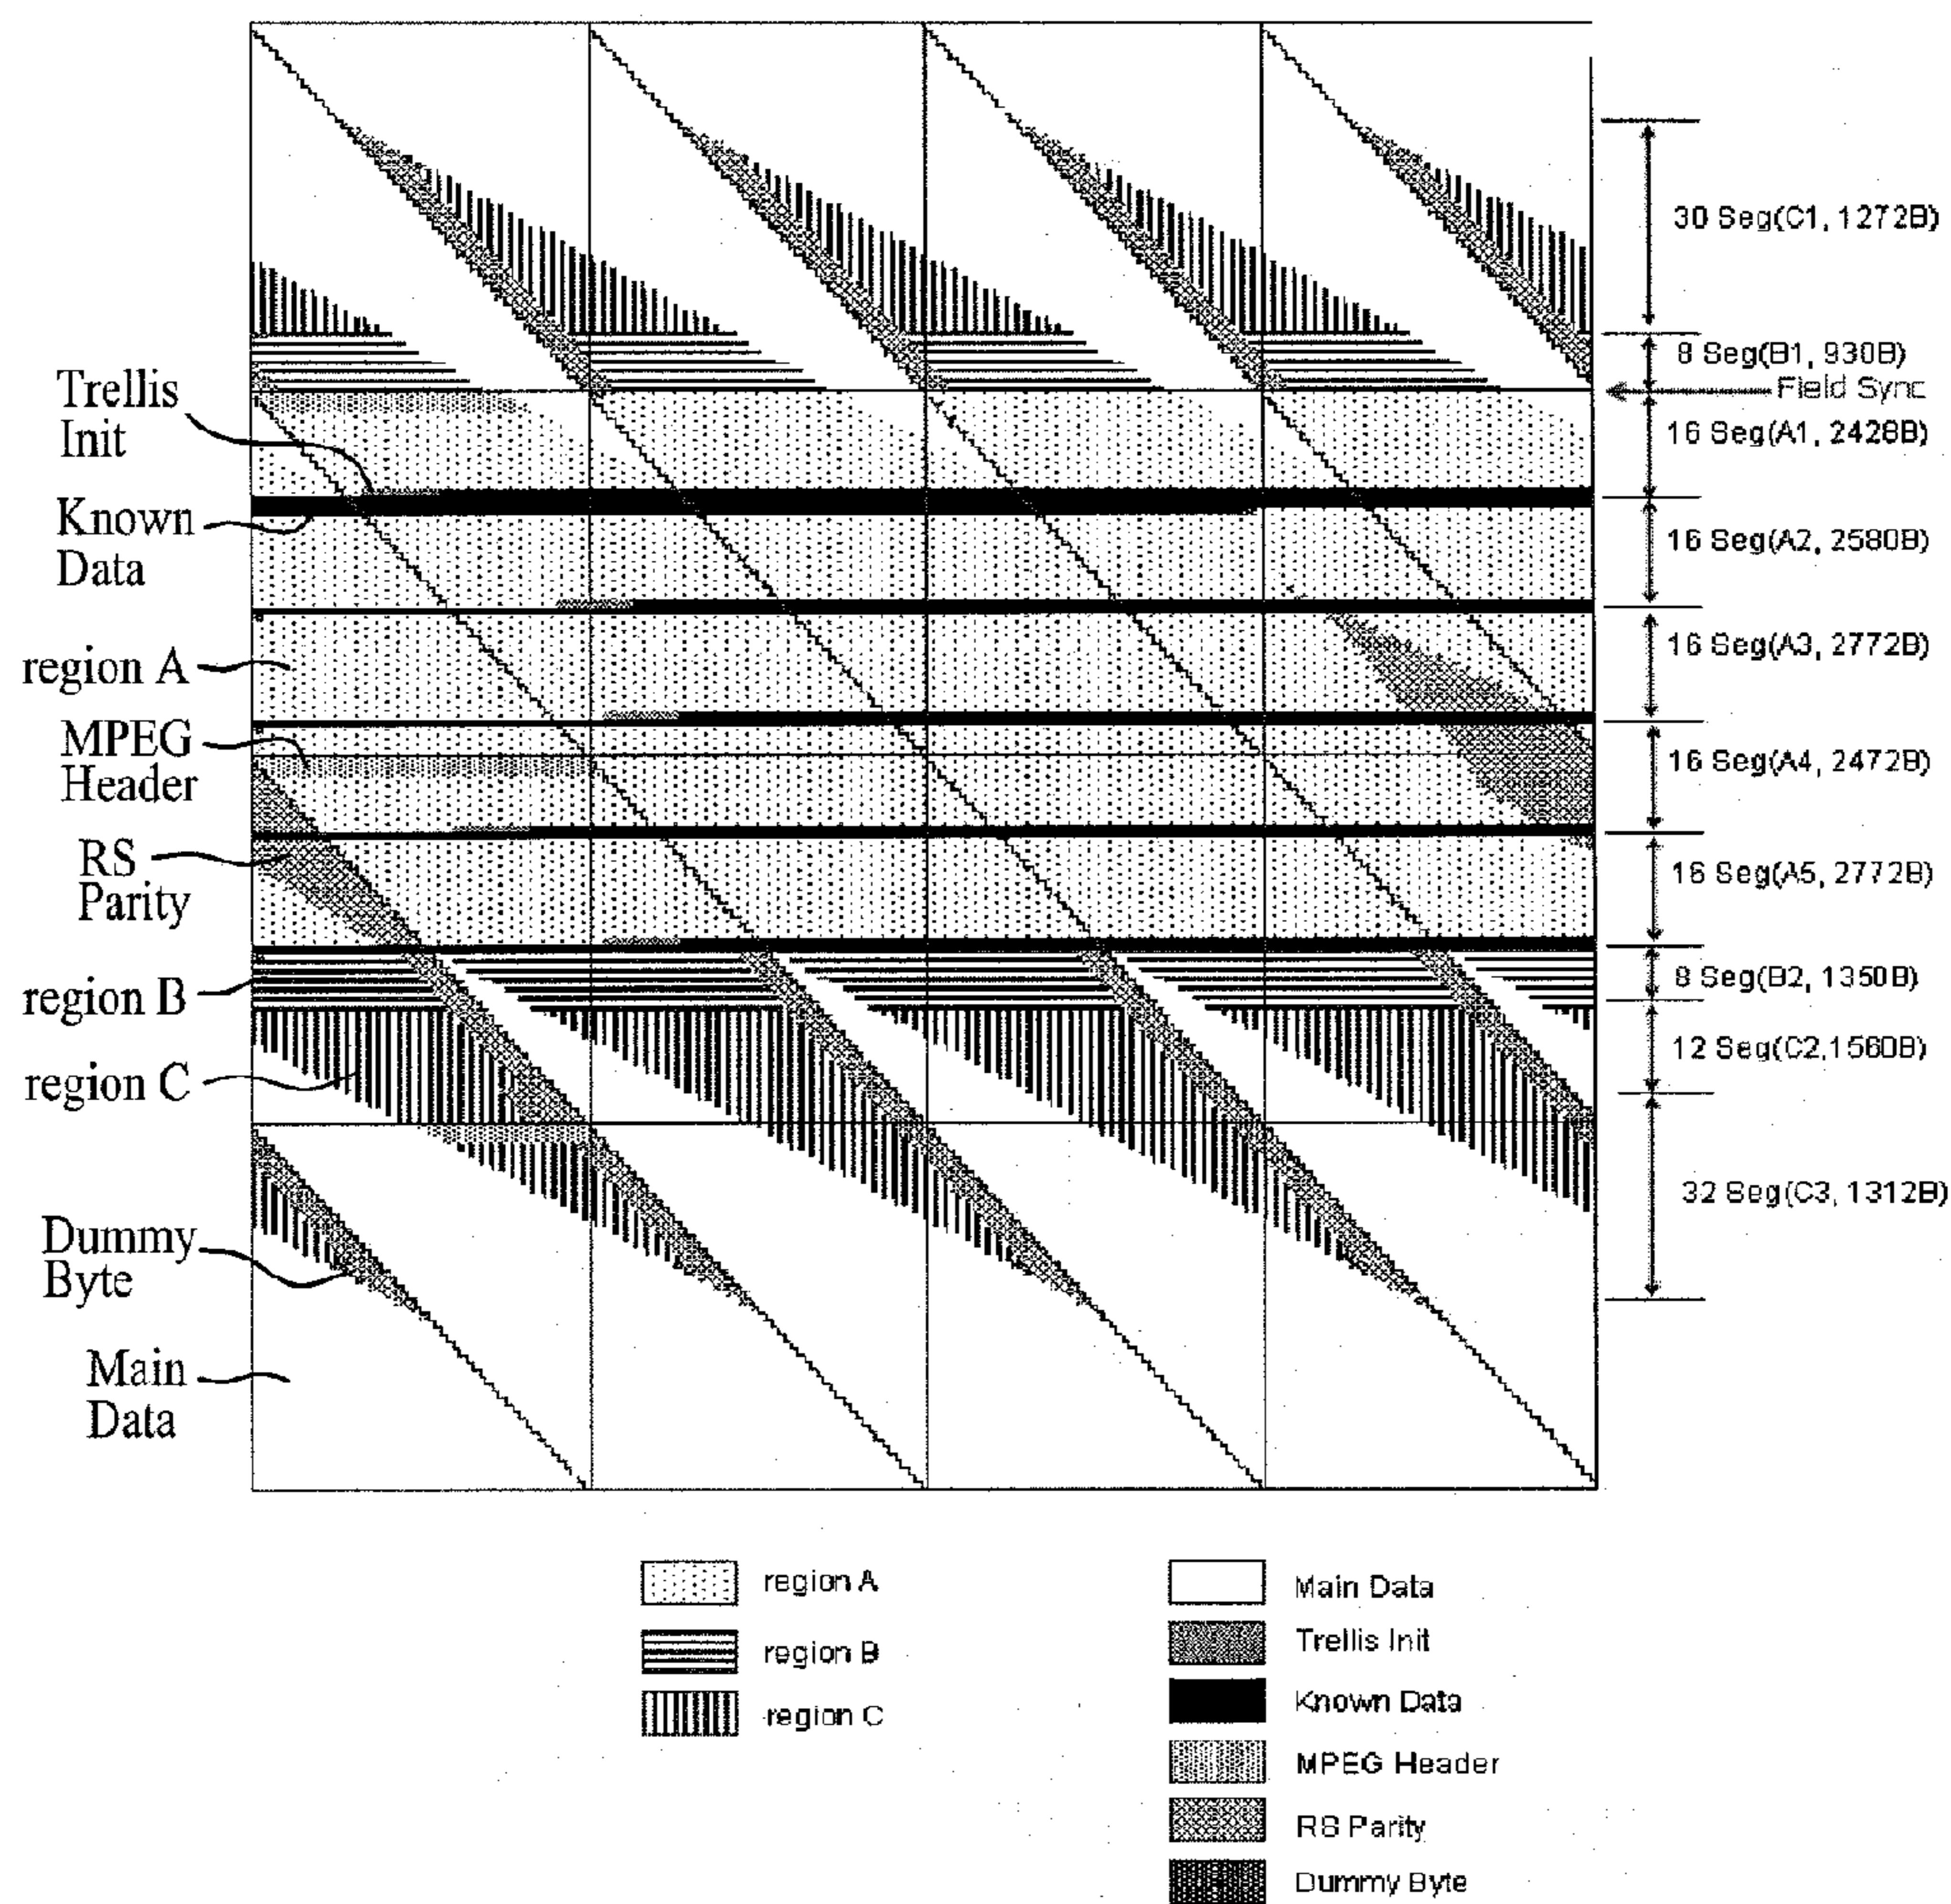 30 Seg(C1, 1272B)
8 Seg(B1, 930B)
Field Sync
16 Seg(A1, 2428B)
16 Seg(A2, 2580B)
16 Seg(A3, 2772B)
16 Seg(A4, 2472B)
16 Seg(A5, 2772B)
8 Seg(B2, 1350B)
12 Seg(C2,1560B)
32 Seg(C3, 1312B)
Trellis
Init
Known
Data
region A
MPEG
Header
RS
Parity
region B
region C
Dummy
Byte
Main
Data
region A
region B
region C
Main Data
Trellis Init
Known Data
MPEG Header
RS Parity
Dummy Byte